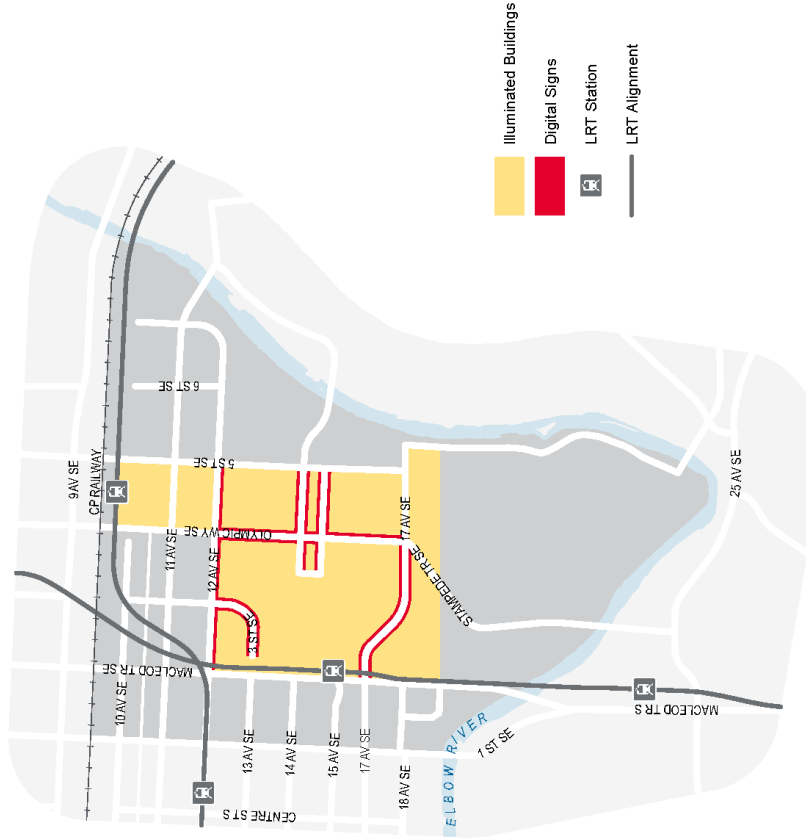 9 AV SE
CP RAILWAY
6 ST SE
5 ST SE
OLYMPIC WY SE
11 AV SE
12 AV SE
10 AV SE
MACLEOD TR SE
3 ST SE
17 AV SE
STAMPEDE TR SE
13 AV SE
14 AV SE
15 AV SE
17 AV SE
18 AV SE
CENTRE ST S
ELBOW RIVER
1 ST SE
MACLEOD TR S
25 AV SE
Illuminated Buildings
Digital Signs
LRT Station
LRT Alignment